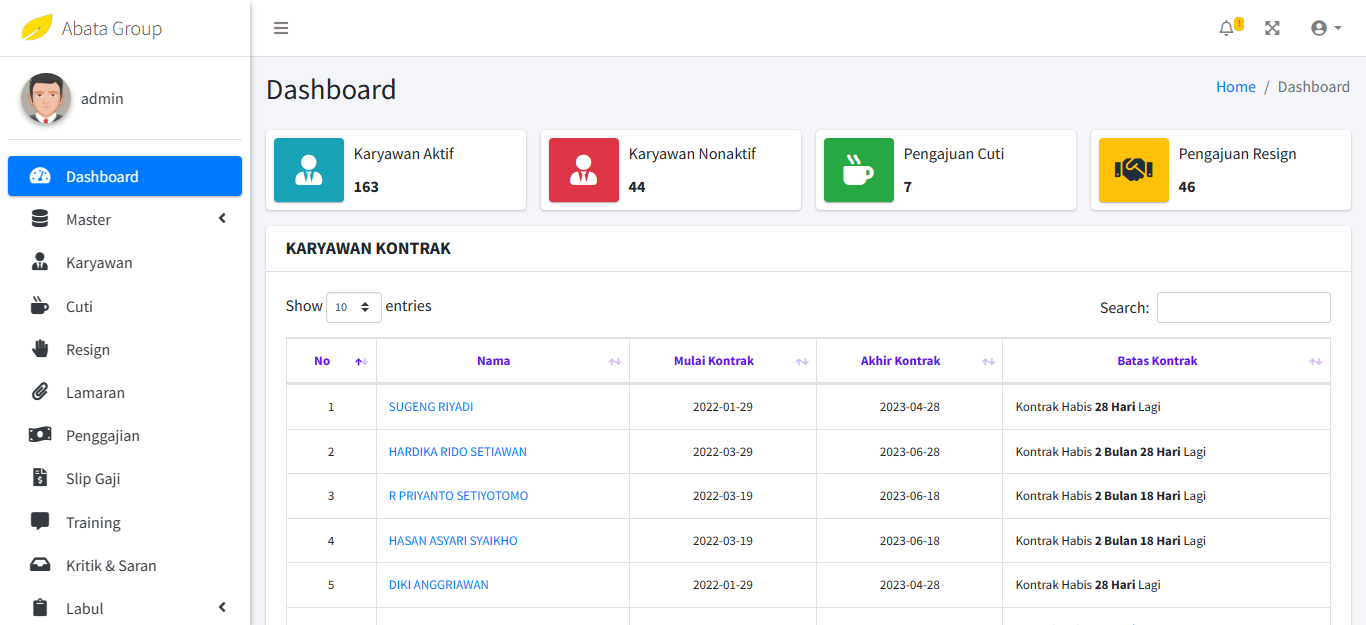 Abata Group
!
admin
Dashboard
Master
Karyawan
Cuti
Resign
Lamaran
Penggajian
Slip Gaji
Training
Kritik & Saran
Labul
Dashboard
Home / Dashboard
Karyawan Aktif
163
Karyawan Nonaktif
44
Pengajuan Cuti
7
Pengajuan Resign
46
KARYAWAN KONTRAK
Show 10 entries
Search:
No Nama Mulai Kontrak Akhir Kontrak Batas Kontrak
1 SUGENG RIYADI 2022-01-29 2023-04-28 Kontrak Habis 28 Hari Lagi
2 HARDIKA RIDO SETIAWAN 2022-03-29 2023-06-28 Kontrak Habis 2 Bulan 28 Hari Lagi
3 R PRIYANTO SETIYOTOMO 2022-03-19 2023-06-18 Kontrak Habis 2 Bulan 18 Hari Lagi
4 HASAN ASYARI SYAIKHO 2022-03-19 2023-06-18 Kontrak Habis 2 Bulan 18 Hari Lagi
5 DIKI ANGGRIAWAN 2022-01-29 2023-04-28 Kontrak Habis 28 Hari Lagi